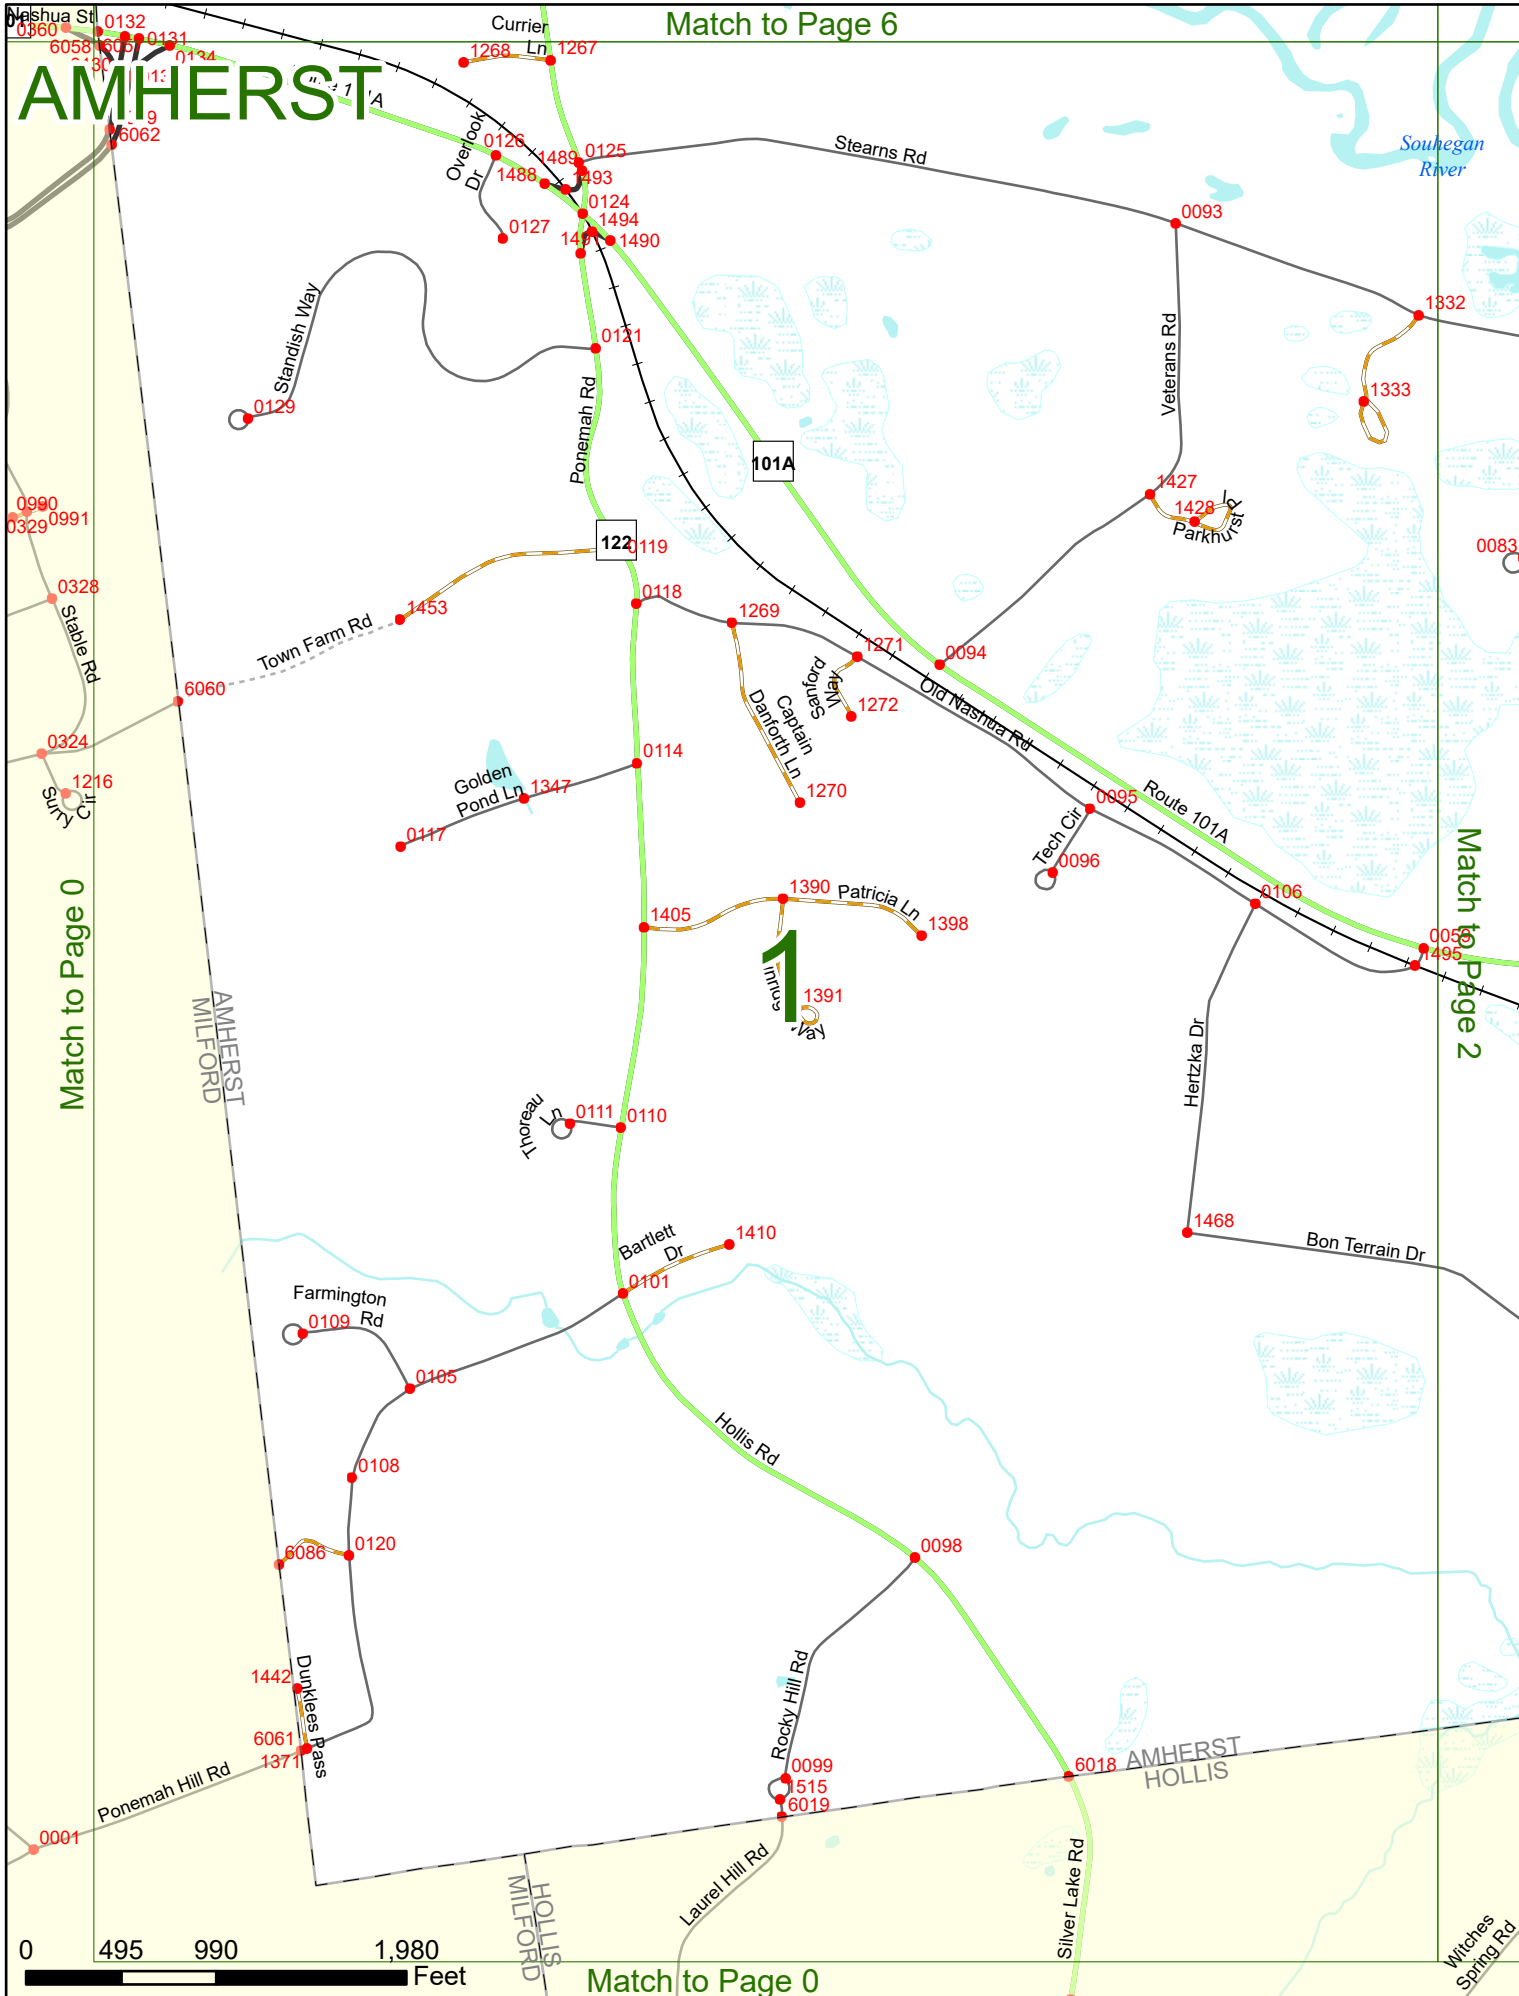 Nashua St
0360
0132
0131
6058
0134
AMHERST
6062
Currier
Ln
1268
1267
Match to Page 6
Overlook
Dr
0126
1489
0125
1488
1493
0124
1494
1490
0127
Stearns Rd
Souhegan
River
0093
1332
1333
Standish Way
0129
0121
Ponemah Rd
Veterans Rd
101A
122
0119
1427
1428
Parkhurst
0083
0990
0991
0329
0328
Stable Rd
1453
Town Farm Rd
6060
0118
1269
1271
Sanford
Way
1272
Captain
Danforth Ln
1270
0094
Old Nashua Rd
0324
1216
Sunny Cir
Golden
Pond Ln
1347
0114
0117
0095
Tech Cir
0096
Route 101A
0106
0059
1495
Match to Page 0
Match to Page 2
1390
Patricia Ln
1405
1398
1
1391
Way
AMHERST
MILFORD
Hertzka Dr
Thoreau
Ln
0111
0110
1468
Bon Terrain Dr
Bartlett
Dr
1410
0101
Farmington
Rd
0109
0105
Hollis Rd
0108
6086
0120
0098
1442
Dunklees Pass
6061
1371
Ponemah Hill Rd
0001
Rocky Hill Rd
0099
1515
6019
6018
AMHERST
HOLLIS
Laurel Hill Rd
Silver Lake Rd
HOLLIS
MILFORD
Witches
Spring Rd
0
495
990
1,980
Feet
Match to Page 0